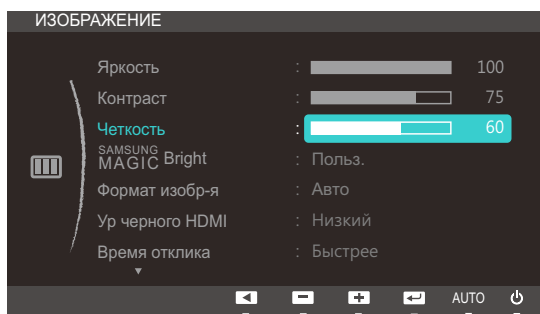 ИЗОБРАЖЕНИЕ
Яркость : 100
Контраст : 75
Четкость : 60
SAMSUNG MAGIC Bright : Польз.
Формат изобр-я : Авто
Ур черного HDMI : Низкий
Время отклика : Быстрее
AUTO